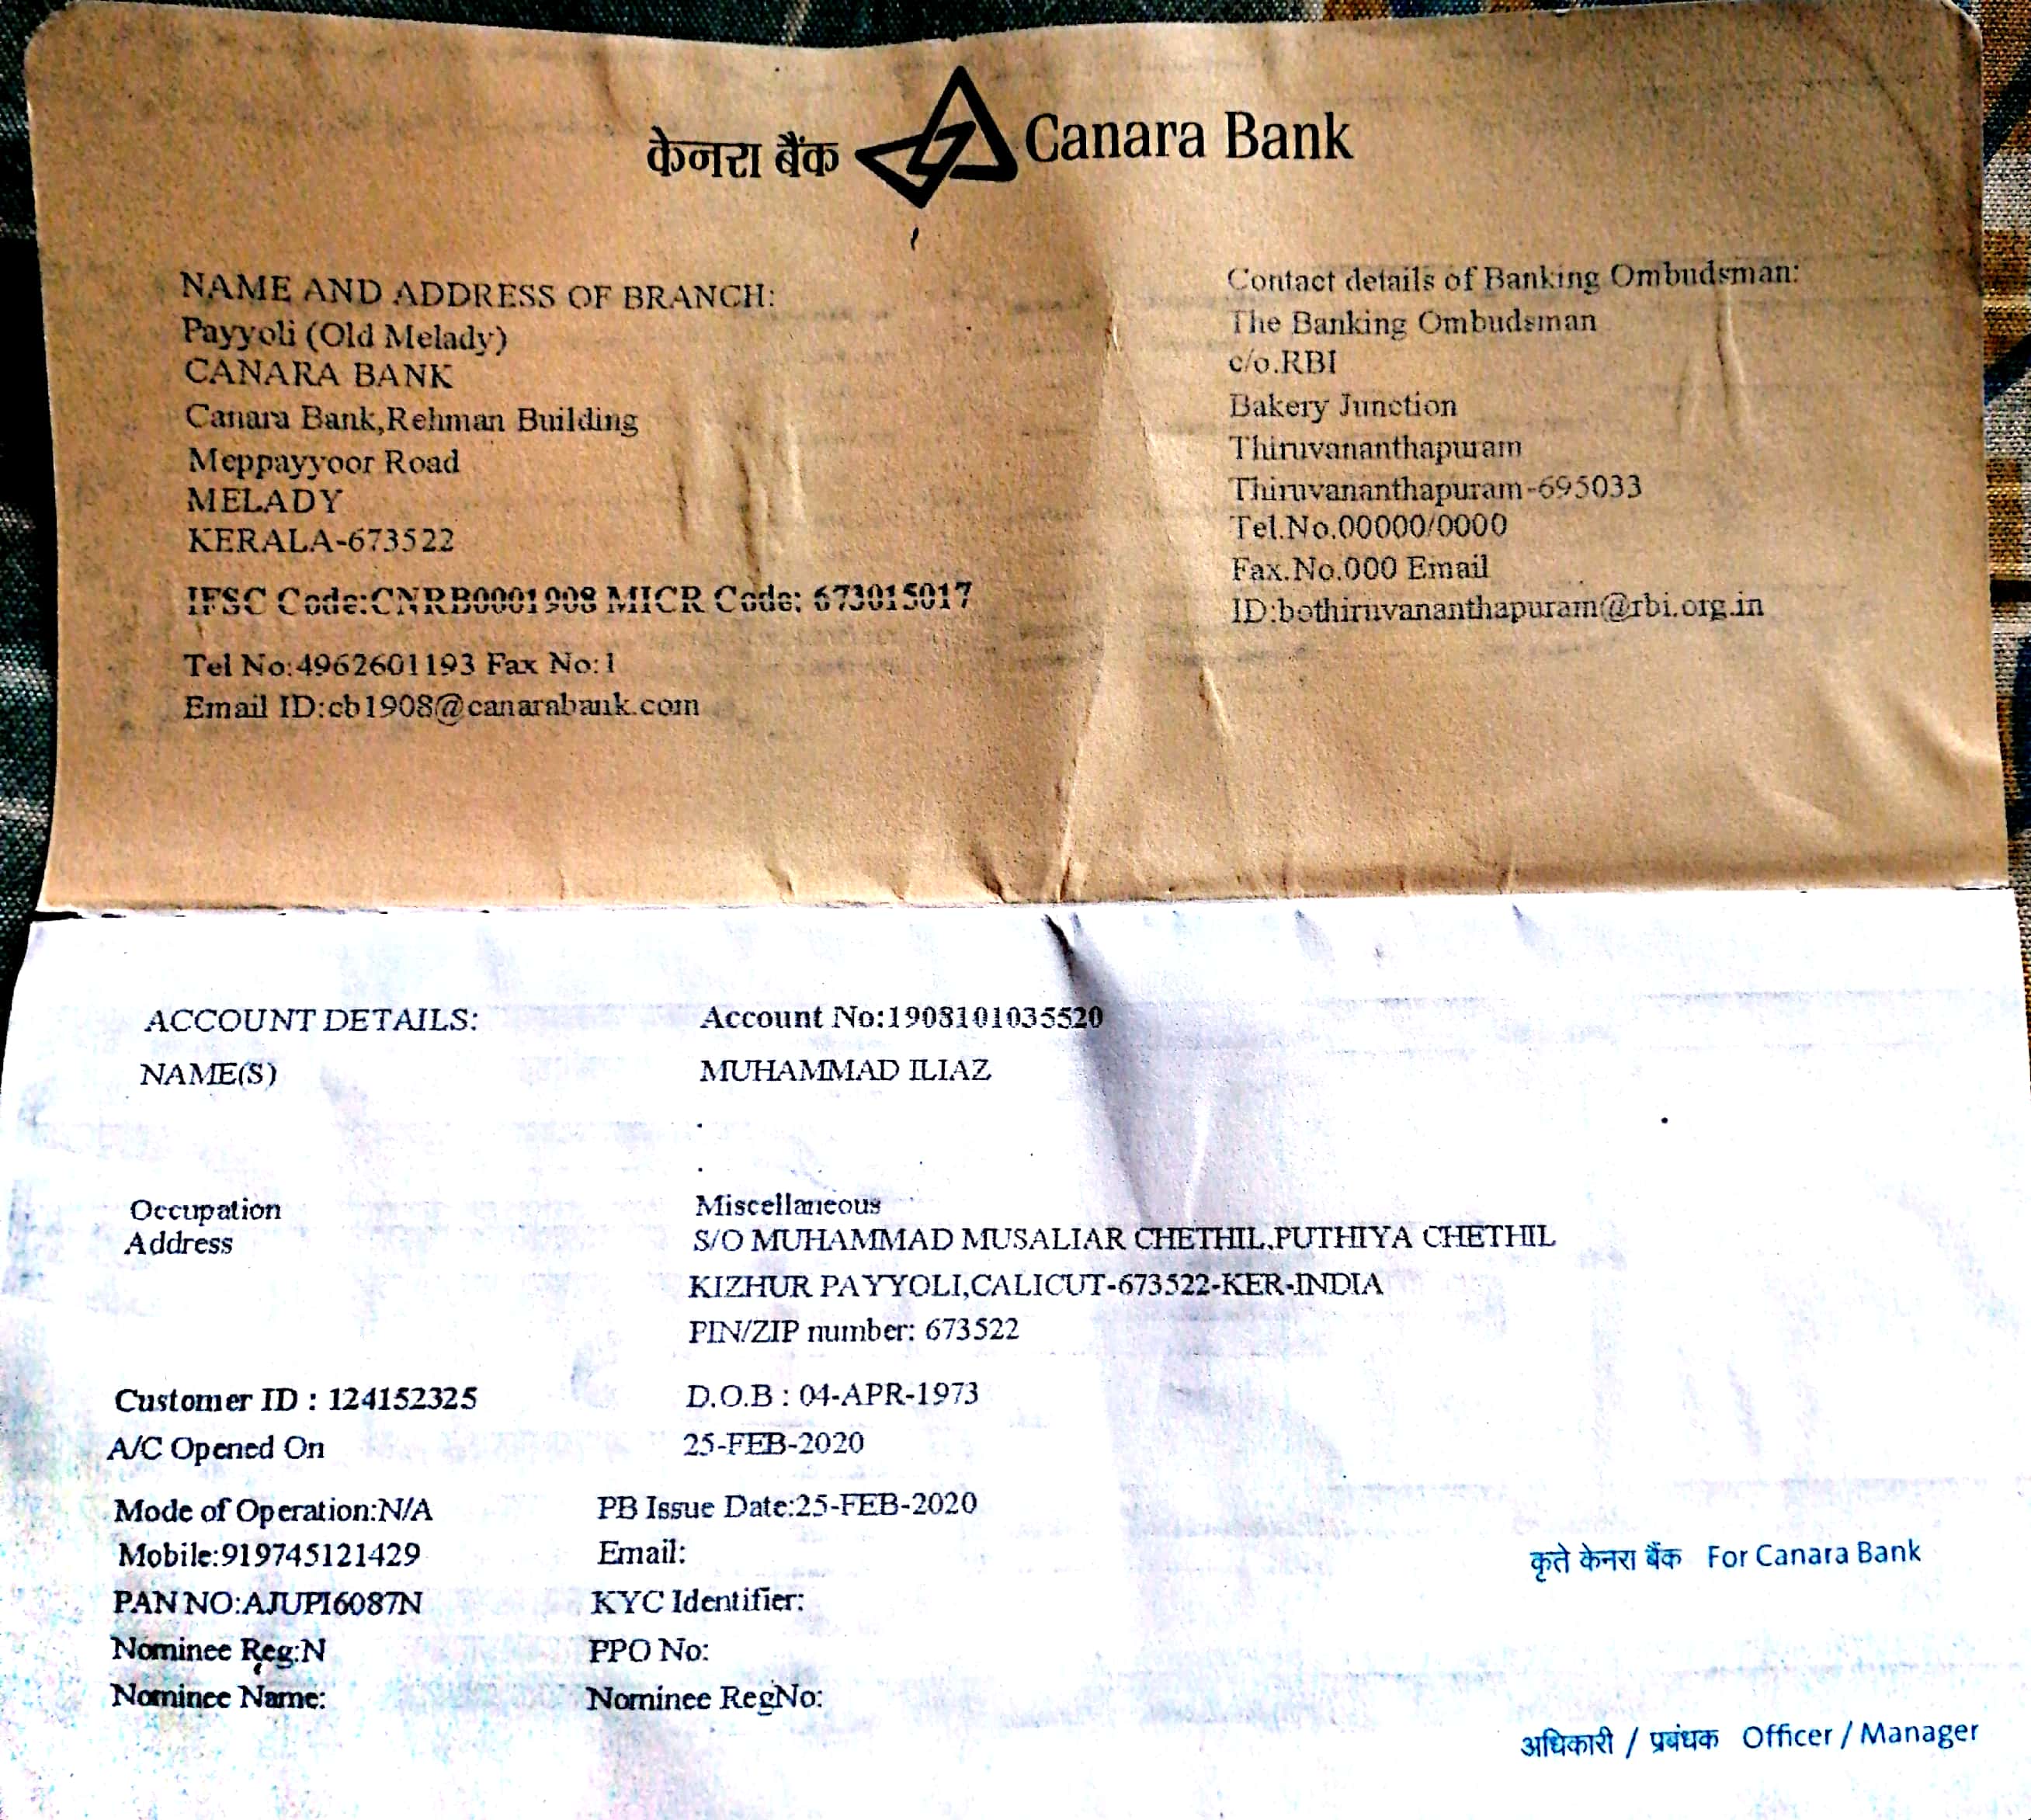 केनरा बैंक Canara Bank
NAME AND ADDRESS OF BRANCH:
Payyoli (Old Melady)
CANARA BANK
Canara Bank,Rehman Building
Meppayyoor Road
MELADY
KERALA-673522
IFSC Code:CNRB0001908 MICR Code: 673015017
Tel No:4962601193 Fax No:1
Email ID:cb1908@canarabank.com
Contact details of Banking Ombudsman:
The Banking Ombudsman
c/o.RBI
Bakery Junction
Thiruvananthapuram
Thiruvananthapuram-695033
Tel.No.00000/0000
Fax.No.000 Email
ID:bothiruvananthapuram@rbi.org.in
ACCOUNT DETAILS: Account No:1908101035520
NAME(S) MUHAMMAD ILIAZ
.
.
Occupation Miscellaneous
Address S/O MUHAMMAD MUSALIAR CHETHIL,PUTHIYA CHETHIL
KIZHUR PAYYOLI,CALICUT-673522-KER-INDIA
PIN/ZIP number: 673522
Customer ID : 124152325 D.O.B : 04-APR-1973
A/C Opened On 25-FEB-2020
Mode of Operation:N/A PB Issue Date:25-FEB-2020
Mobile:919745121429 Email:
PAN NO:AJUPI6087N KYC Identifier:
Nominee Reg:N PPO No:
Nominee Name: Nominee RegNo:
कृते केनरा बैंक For Canara Bank
अधिकारी / प्रबंधक Officer / Manager